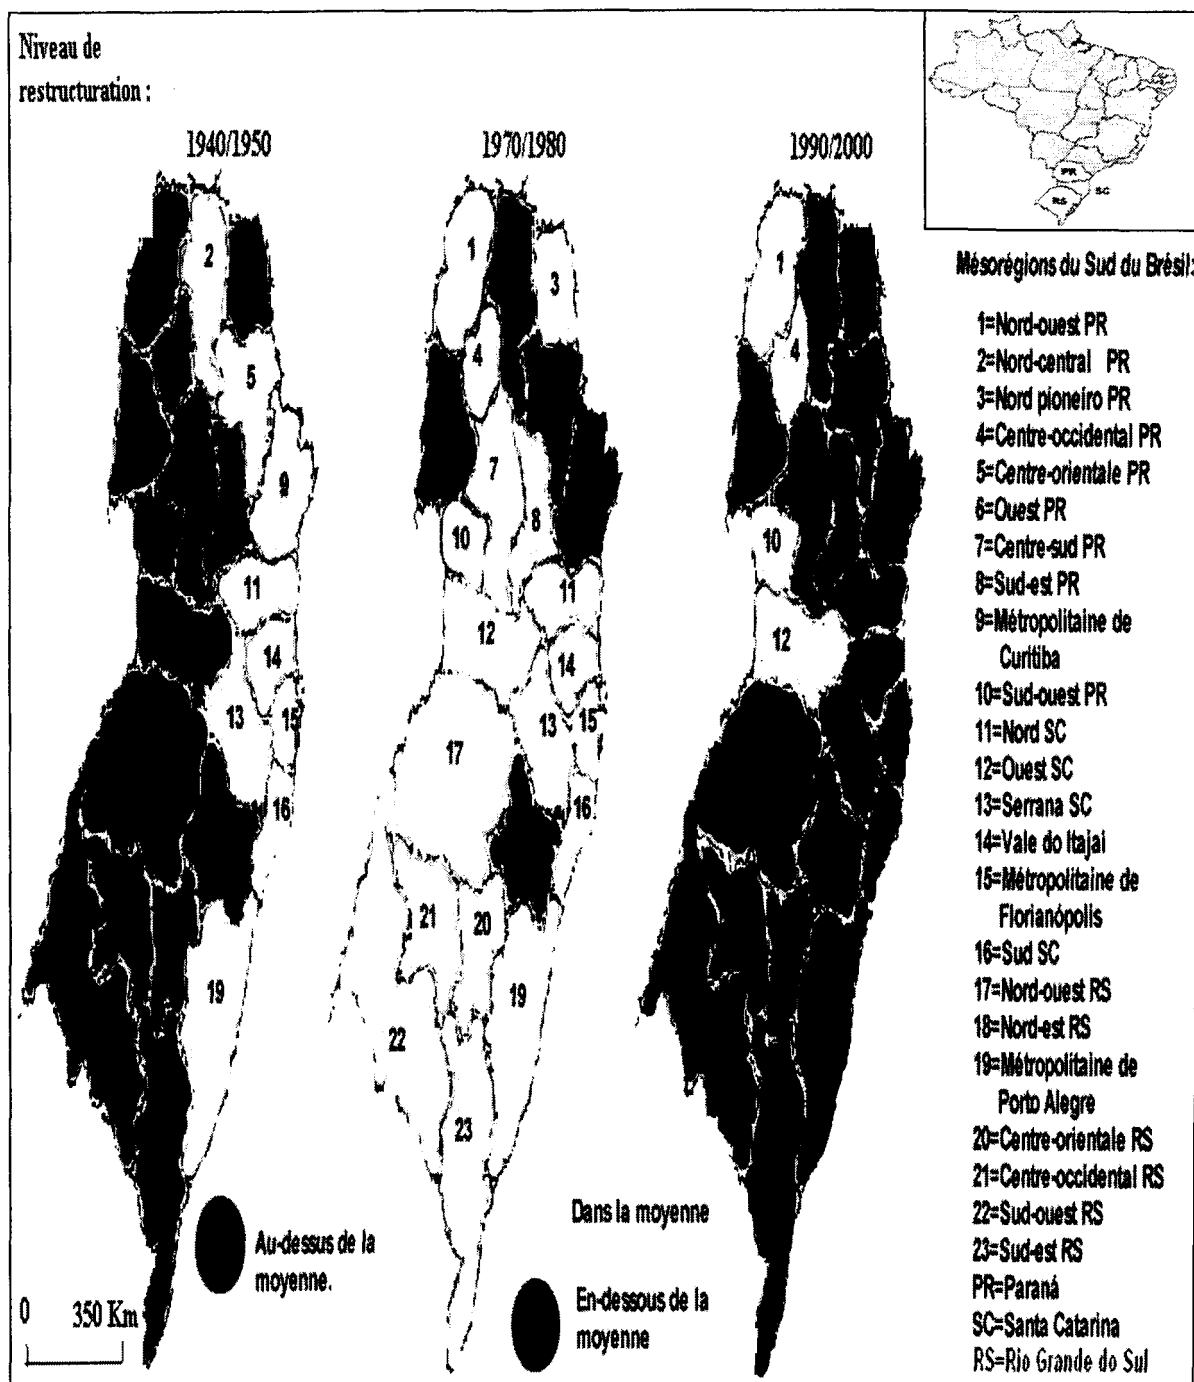 Niveau de
restructuration :
1940/1950
1970/1980
1990/2000
PR
SC
RS
2
5
9
11
14
13
15
16
19
1
3
4
7
8
8
10
11
12
14
13
15
17
16
21
20
19
22
23
1
4
10
12
Mésorégions du Sud du Brésil:
1=Nord-ouest PR
2=Nord-central PR
3=Nord pioneiro PR
4=Centre-occidental PR
5=Centre-orientale PR
6=Ouest PR
7=Centre-sud PR
8=Sud-est PR
9=Métropolitaine de
Curitiba
10=Sud-ouest PR
11=Nord SC
12=Ouest SC
13=Serrana SC
14=Vale do Itajai
15=Métropolitaine de
Florianópolis
16=Sud SC
17=Nord-ouest RS
18=Nord-est RS
19=Métropolitaine de
Porto Alegre
20=Centre-orientale RS
21=Centre-occidental RS
22=Sud-ouest RS
23=Sud-est RS
PR=Paraná
SC=Santa Catarina
RS=Rio Grande do Sul
Au-dessus de la
moyenne.
Dans la moyenne
En-dessous de la
moyenne
0 350 Km